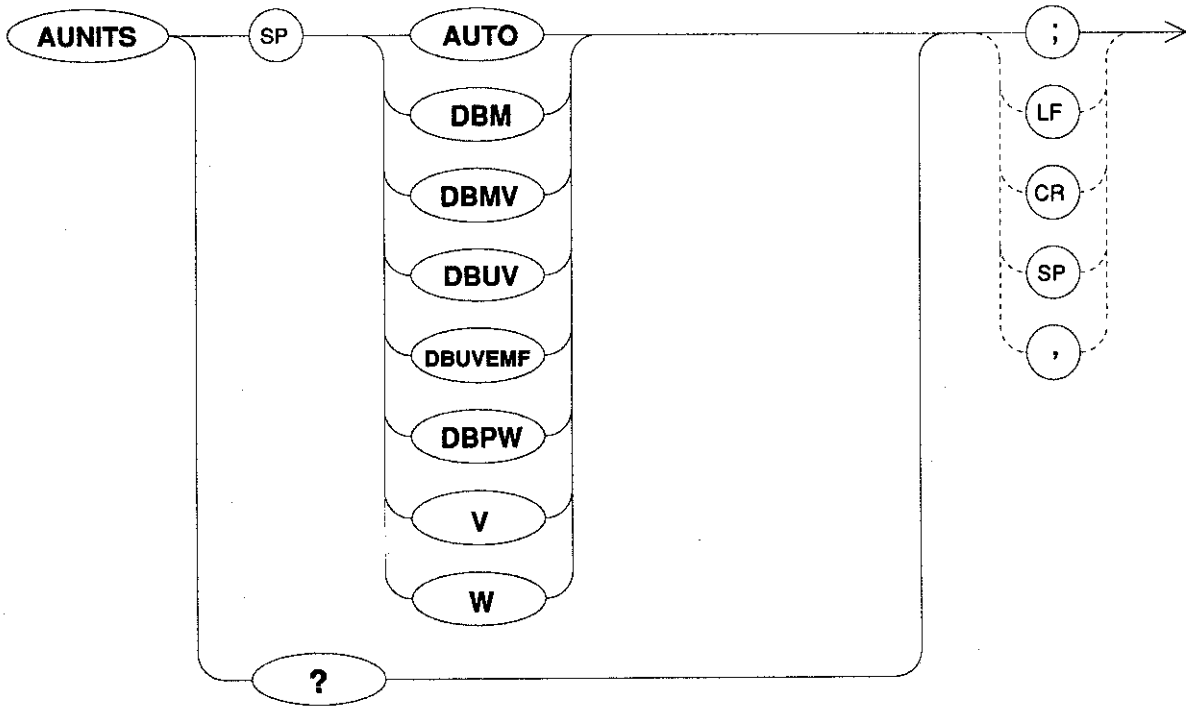 AUNITS SP AUTO ;
DBM LF
DBMV CR
DBUV SP
DBUVEMF ,
DBPW
V
W
?